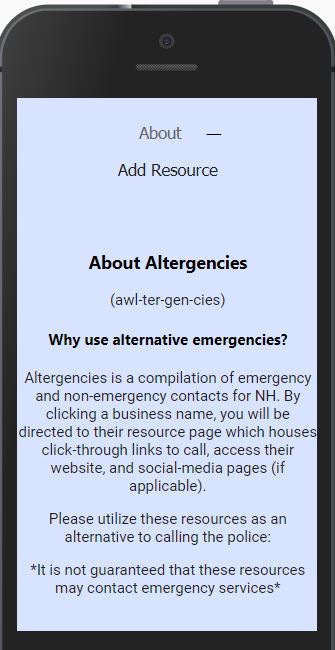 About —
Add Resource
About Altergencies
(awl-ter-gen-cies)
Why use alternative emergencies?
Altergencies is a compilation of emergency
and non-emergency contacts for NH. By
clicking a business name, you will be
directed to their resource page which houses
click-through links to call, access their
website, and social-media pages (if
applicable).
Please utilize these resources as an
alternative to calling the police:
*It is not guaranteed that these resources
may contact emergency services*